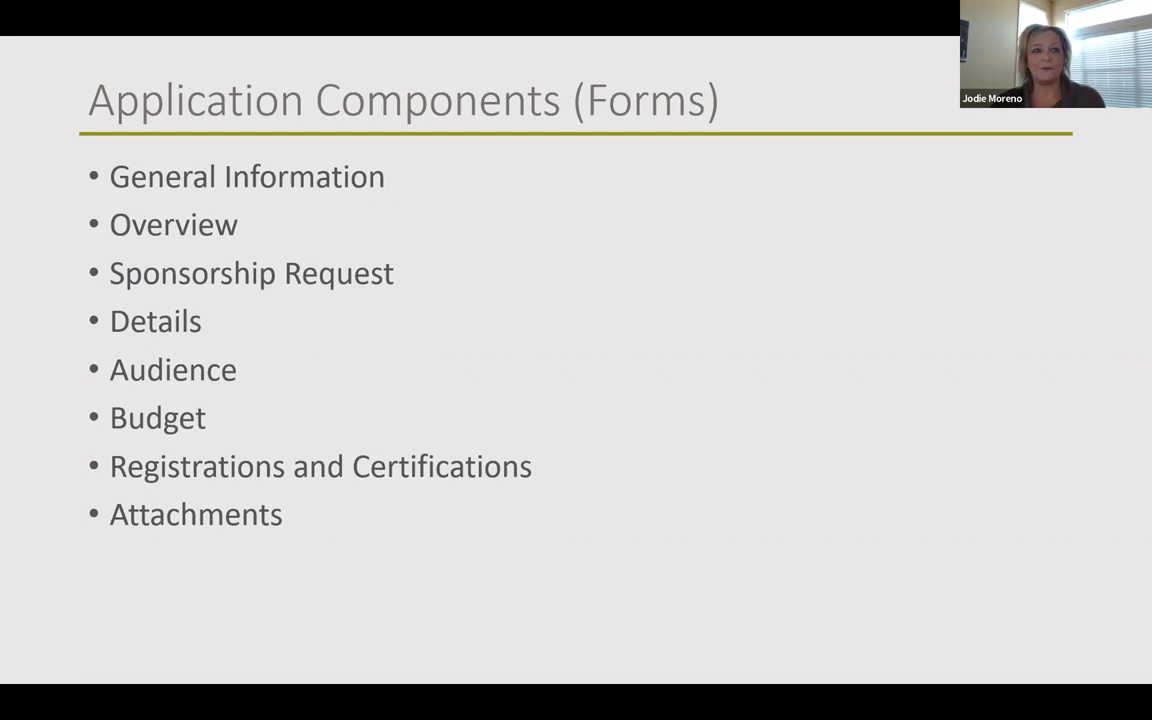 Application Components (Forms)
• General Information
• Overview
• Sponsorship Request
• Details
• Audience
• Budget
• Registrations and Certifications
• Attachments
Jodie Moreno